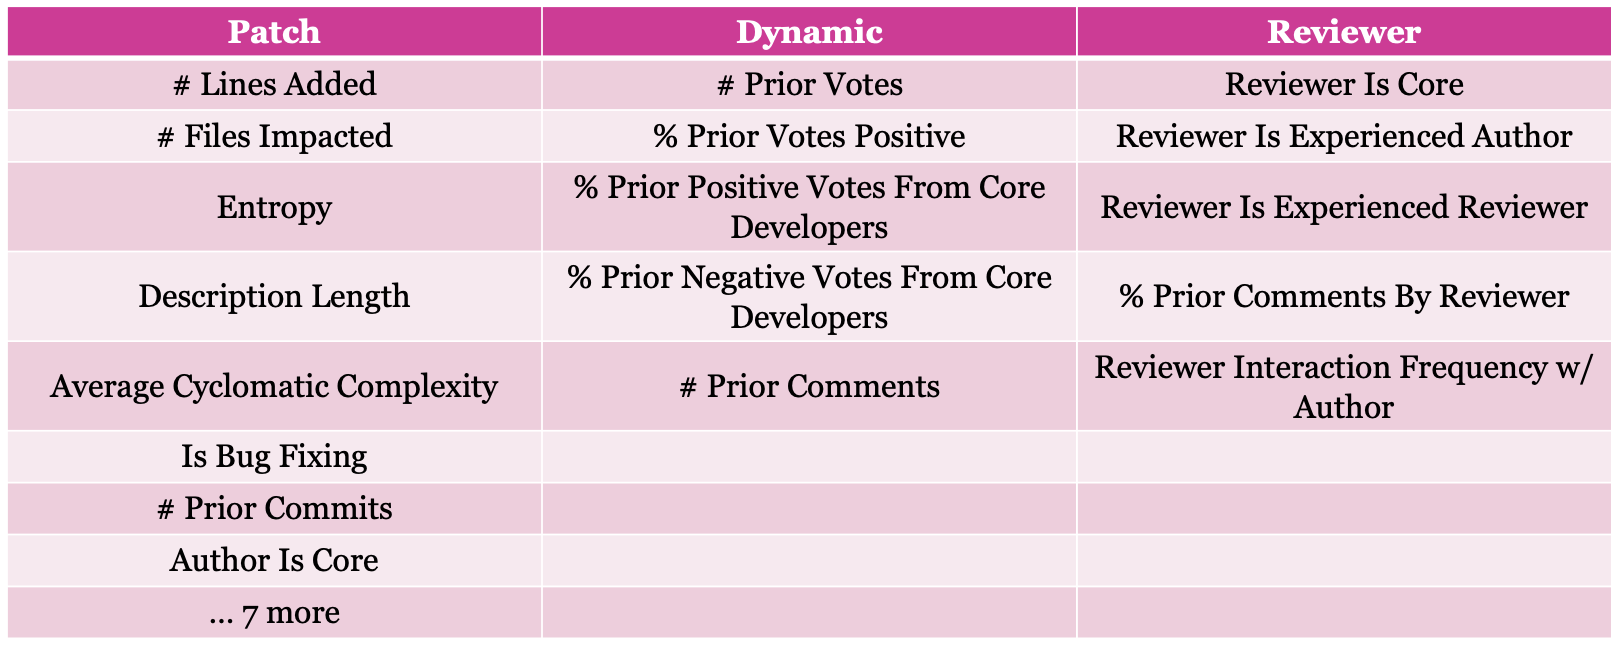 Patch Dynamic Reviewer
# Lines Added # Prior Votes Reviewer Is Core
# Files Impacted % Prior Votes Positive Reviewer Is Experienced Author
Entropy % Prior Positive Votes From Core Developers Reviewer Is Experienced Reviewer
Description Length % Prior Negative Votes From Core Developers % Prior Comments By Reviewer
Average Cyclomatic Complexity # Prior Comments Reviewer Interaction Frequency w/ Author
Is Bug Fixing
# Prior Commits
Author Is Core
... 7 more